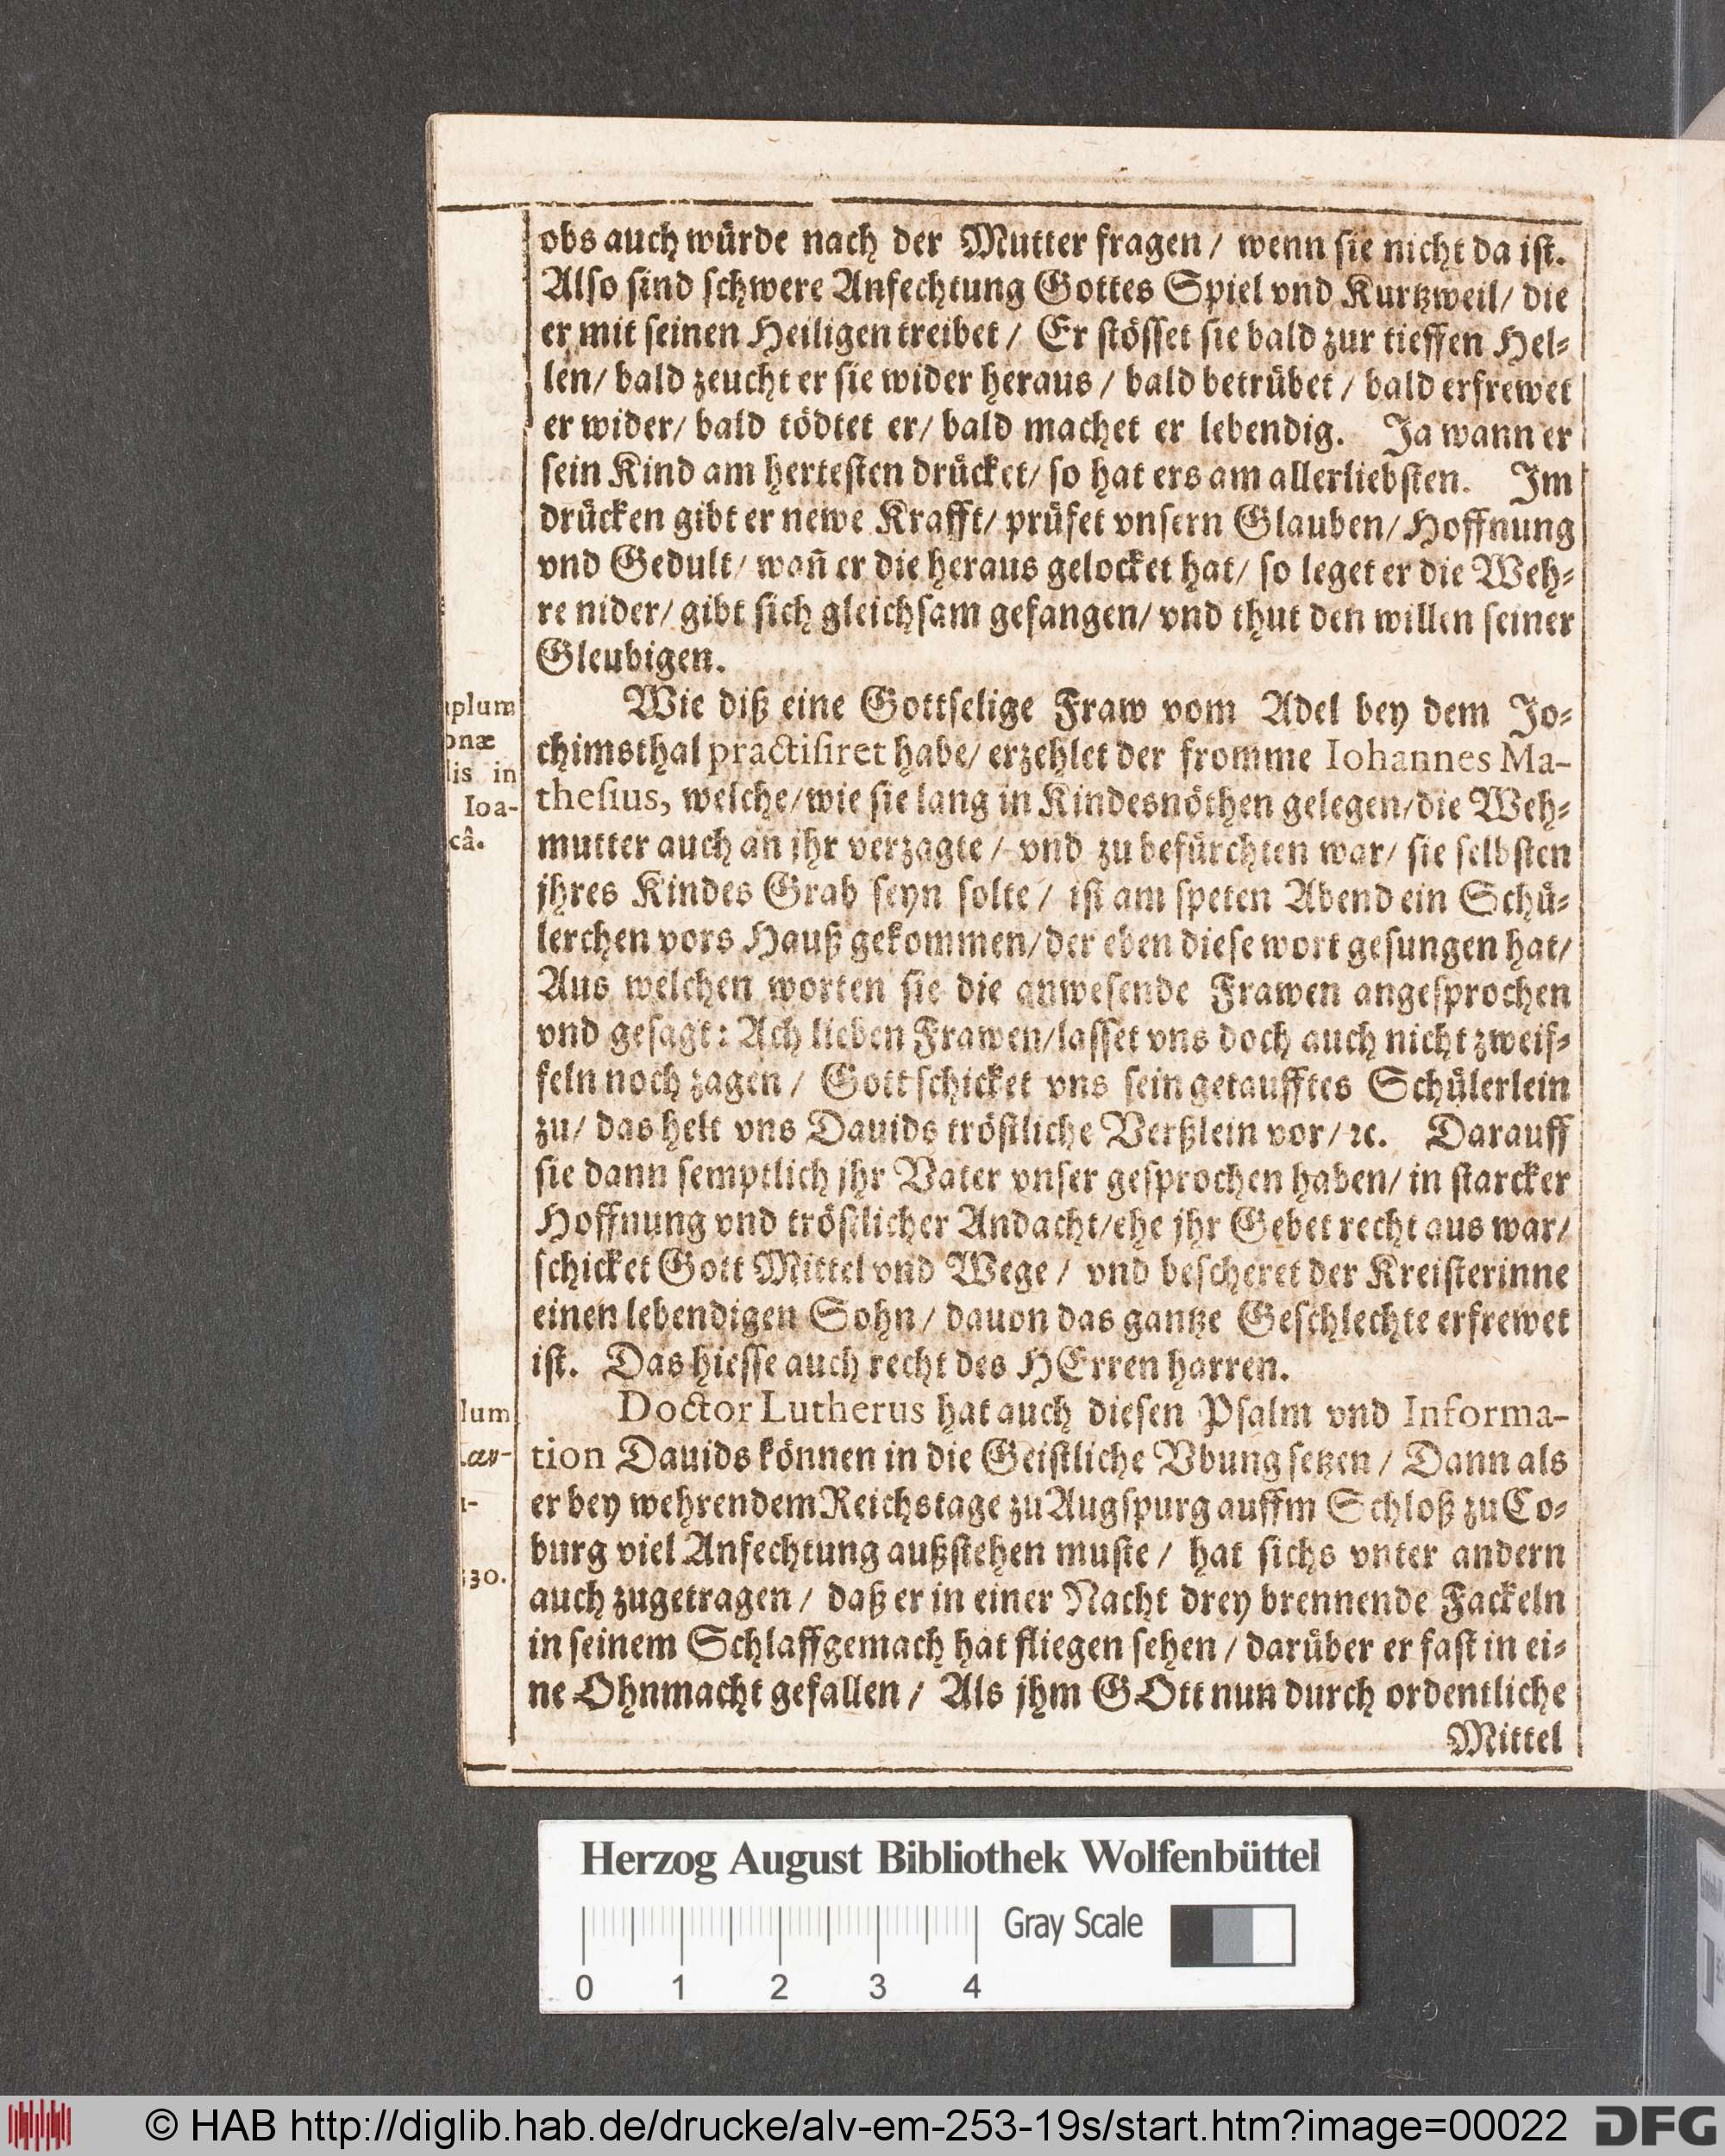 obs auch würde nach der Mutter fragen / wenn sie nicht da ist.
Also sind schwere Anfechtung Gottes Spiel vnd Kurtzweil / die
er mit seinen Heiligen treibet / Er stösset sie bald zur tieffen Hel-
len / bald zeucht er sie wider heraus / bald betrübet / bald erfrewet
er wider / bald tödtet er / bald machet er lebendig. Ja wann er
sein Kind am hertesten drücket / so hat ers am allerliebsten. Im
drücken gibt er newe Krafft / prüfet vnsern Glauben / Hoffnung
vnd Gedult / wañ er die heraus gelocket hat / so leget er die Weh-
re nider / gibt sich gleichsam gefangen / vnd thut den willen seiner
Gleubigen.
plum
onæ
lis in
Ioa-
câ.
Wie diß eine Gottselige Fraw vom Adel bey dem Jo-
chimsthal practisiret habe / erzehlet der fromme Iohannes Ma-
thesius, welche / wie sie lang in Kindesnöthen gelegen / die Weh-
mutter auch an jhr verzagte / vnd zu befürchten war / sie selbsten
jhres Kindes Grab seyn solte / ist am speten Abend ein Schü-
lerchen vors Hauß gekommen / der eben diese wort gesungen hat /
Aus welchen worten sie die anwesende Frawen angesprochen
vnd gesagt: Ach lieben Frawen / lasset vns doch auch nicht zweif-
feln noch zagen / Gott schicket vns sein getaufftes Schülerlein
zu / das helt vns Dauids tröstliche Verßlein vor / ꝛc. Darauff
sie dann semptlich jhr Vater vnser gesprochen haben / in starcker
Hoffnung vnd tröstlicher Andacht / ehe jhr Gebet recht aus war /
schicket Gott Mittel vnd Wege / vnd bescheret der Kreisterinne
einen lebendigen Sohn / dauon das gantze Geschlechte erfrewet
ist. Das hiesse auch recht des HErren harren.
lum
-
30.
Doctor Lutherus hat auch diesen Psalm vnd Informa-
tion Dauids können in die Geistliche Vbung setzen / Dann als
er bey wehrendem Reichstage zu Augspurg auffm Schloß zu Co-
burg viel Anfechtung außstehen muste / hat sichs vnter andern
auch zugetragen / daß er in einer Nacht drey brennende Fackeln
in seinem Schlaffgemach hat fliegen sehen / darüber er fast in ei-
ne Ohnmacht gefallen / Als jhm GOtt nun durch ordentliche
Mittel
Herzog August Bibliothek Wolfenbüttel
Gray Scale
0 1 2 3 4
© HAB http://diglib.hab.de/drucke/alv-em-253-19s/start.htm?image=00022
DFG